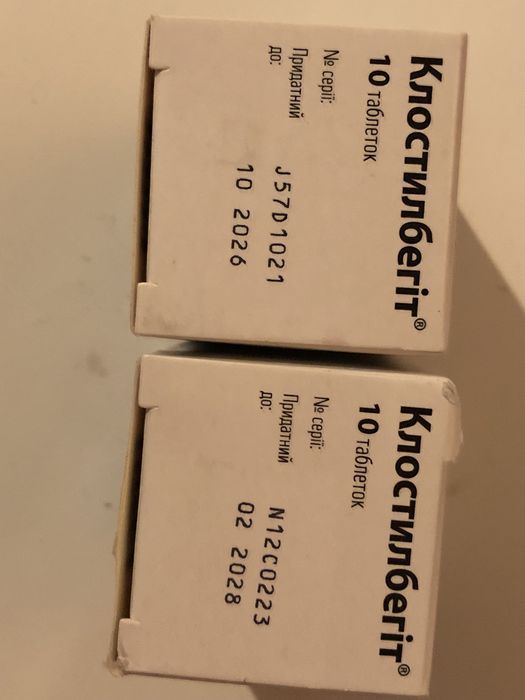 Клостилбегіт®
10 таблеток
№ серії:
Придатний
до:
J57D1021
10 2026
Клостилбегіт®
10 таблеток
№ серії:
Придатний
до:
N12C0223
02 2028